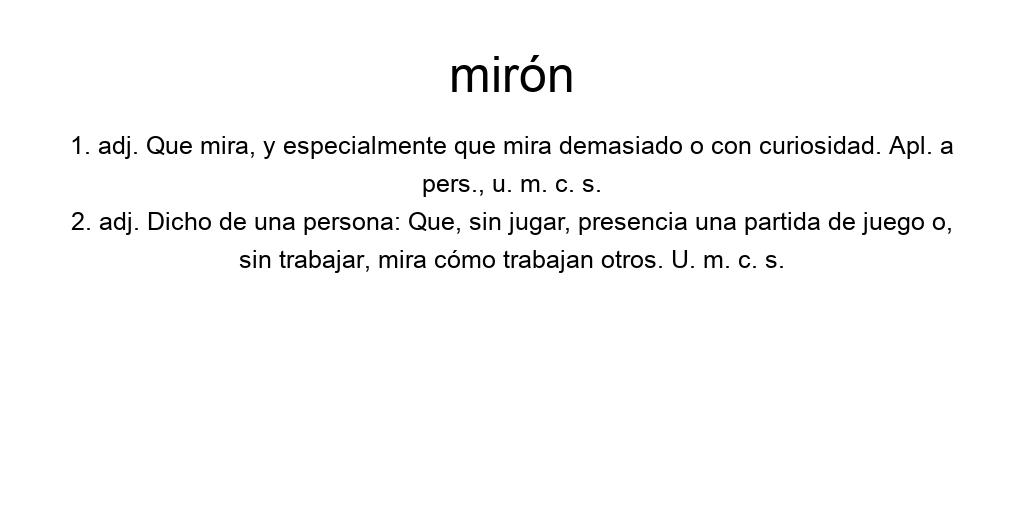 mirón
1. adj. Que mira, y especialmente que mira demasiado o con curiosidad. Apl. a
pers., u. m. c. s.
2. adj. Dicho de una persona: Que, sin jugar, presencia una partida de juego o,
sin trabajar, mira cómo trabajan otros. U. m. c. s.